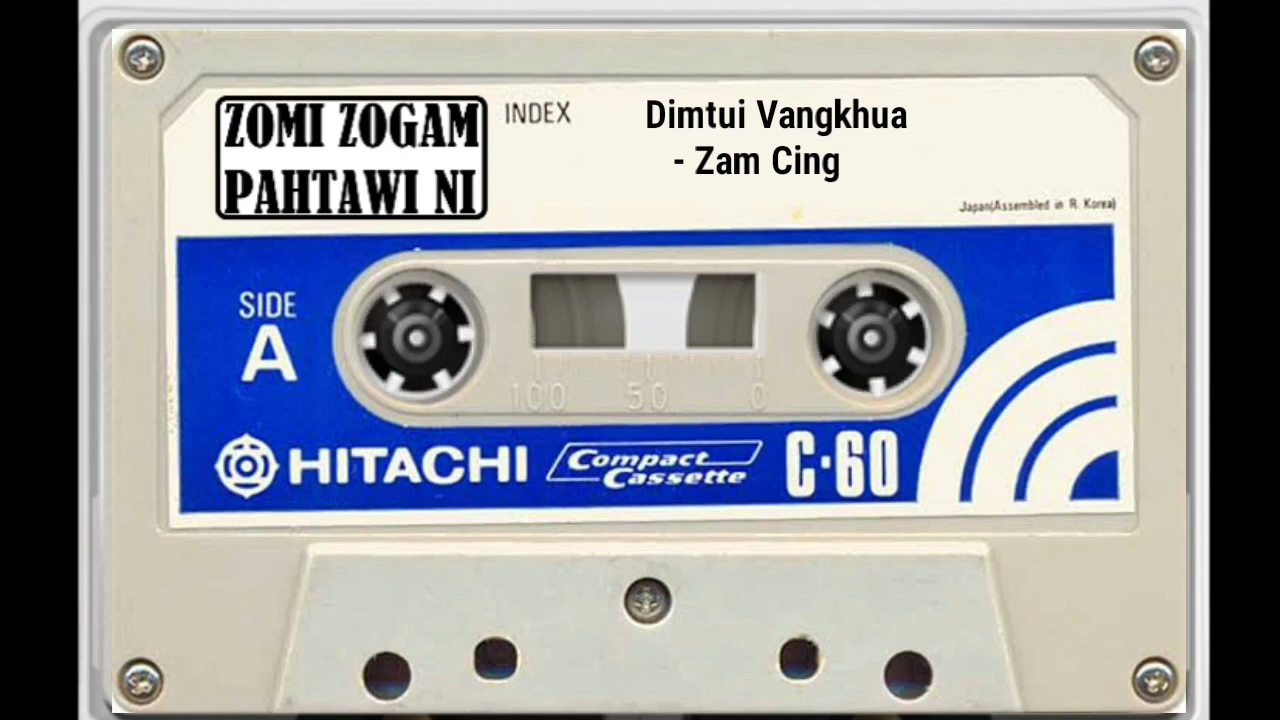 ZOMI ZOGAM
PAHTAWI NI
INDEX
Dimtui Vangkhua
- Zam Cing
Japan(Assembled in R. Korea)
SIDE
A
100 50 0
HITACHI
Compact
Cassette
C·60